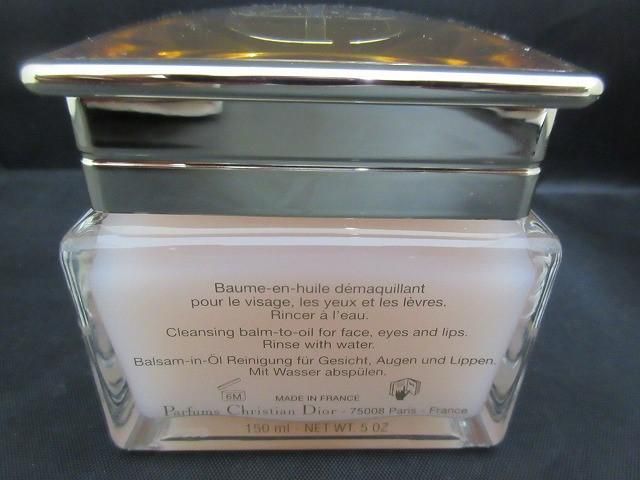 Baume-en-huile démaquillant
pour le visage, les yeux et les lèvres.
Rincer à l'eau.
Cleansing balm-to-oil for face, eyes and lips.
Rinse with water.
Balsam-in-Öl Reinigung für Gesicht, Augen und Lippen.
Mit Wasser abspülen.
6M
MADE IN FRANCE
Parfums Christian Dior - 75008 Paris - France
150 ml - NET WT. 5 OZ